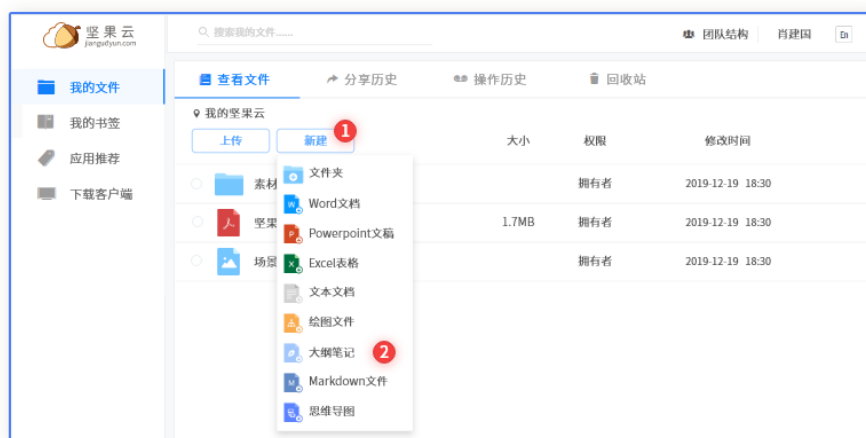 坚果云
jianguoyun.com
搜索我的文件......
团队结构
肖建国
En
我的文件
我的书签
应用推荐
下载客户端
查看文件
分享历史
操作历史
回收站
我的坚果云
上传
新建
1
大小
权限
修改时间
素材
拥有者
2019-12-19 18:30
坚果
1.7MB
拥有者
2019-12-19 18:30
场景
拥有者
2019-12-19 18:30
文件夹
Word文档
Powerpoint文稿
Excel表格
文本文档
绘图文件
大纲笔记
2
Markdown文件
思维导图